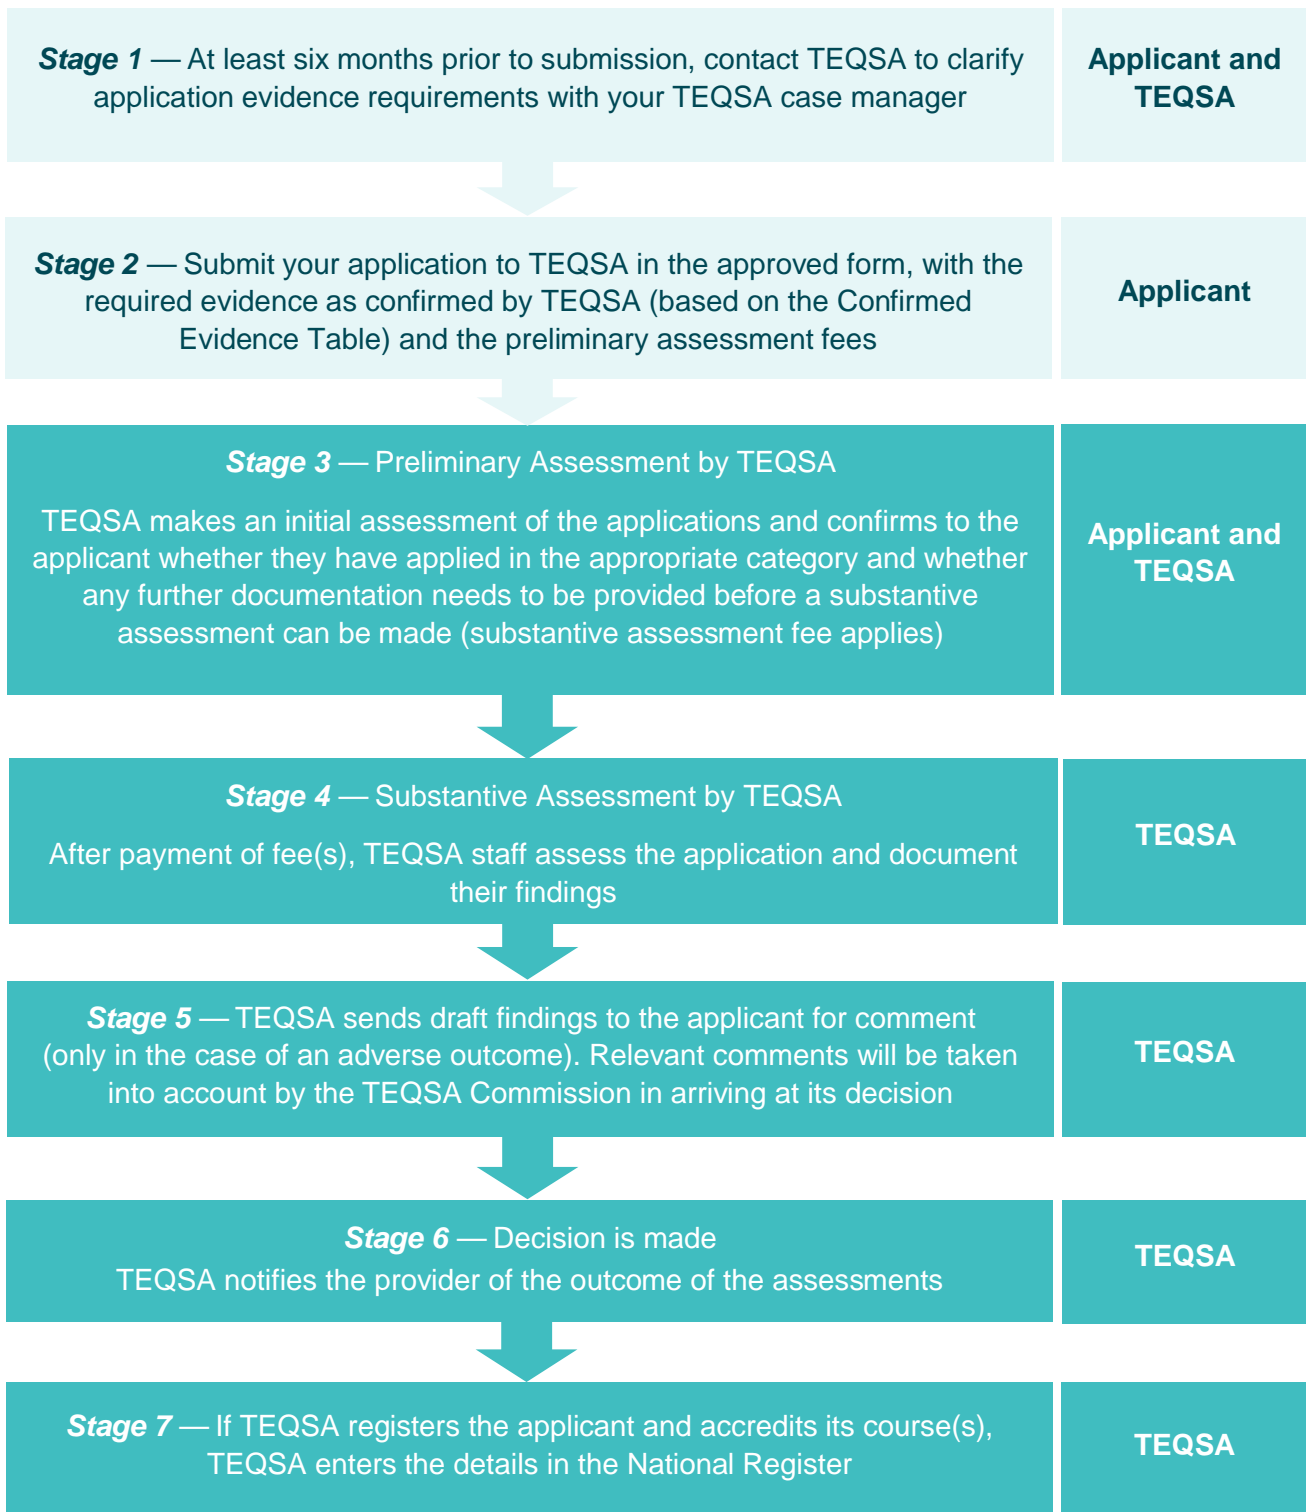 Stage 1 — At least six months prior to submission, contact TEQSA to clarify
application evidence requirements with your TEQSA case manager
Applicant and
TEQSA
Stage 2 — Submit your application to TEQSA in the approved form, with the
required evidence as confirmed by TEQSA (based on the Confirmed
Evidence Table) and the preliminary assessment fees
Applicant
Stage 3 — Preliminary Assessment by TEQSA
TEQSA makes an initial assessment of the applications and confirms to the
applicant whether they have applied in the appropriate category and whether
any further documentation needs to be provided before a substantive
assessment can be made (substantive assessment fee applies)
Applicant and
TEQSA
Stage 4 — Substantive Assessment by TEQSA
After payment of fee(s), TEQSA staff assess the application and document
their findings
TEQSA
Stage 5 — TEQSA sends draft findings to the applicant for comment
(only in the case of an adverse outcome). Relevant comments will be taken
into account by the TEQSA Commission in arriving at its decision
TEQSA
Stage 6 — Decision is made
TEQSA notifies the provider of the outcome of the assessments
TEQSA
Stage 7 — If TEQSA registers the applicant and accredits its course(s),
TEQSA enters the details in the National Register
TEQSA